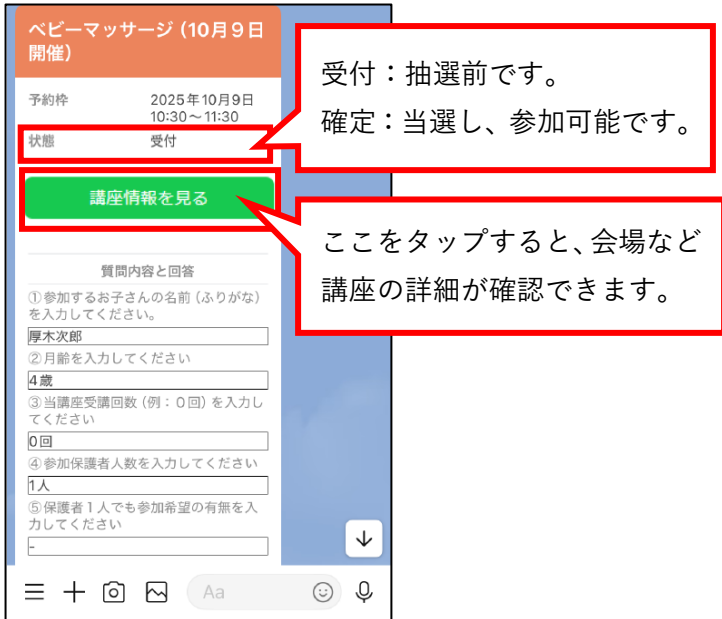 ベビーマッサージ（10月９日
開催）
予約枠 2025年10月9日
10:30～11:30
状態 受付
講座情報を見る
質問内容と回答
①参加するお子さんの名前（ふりがな）
を入力してください。
厚木次郎
②月齢を入力してください
4歳
③当講座受講回数（例：０回）を入力し
てください
0回
④参加保護者人数を入力してください
1人
⑤保護者１人でも参加希望の有無を入
力してください
-
Aa
受付：抽選前です。
確定：当選し、参加可能です。
ここをタップすると、会場など
講座の詳細が確認できます。